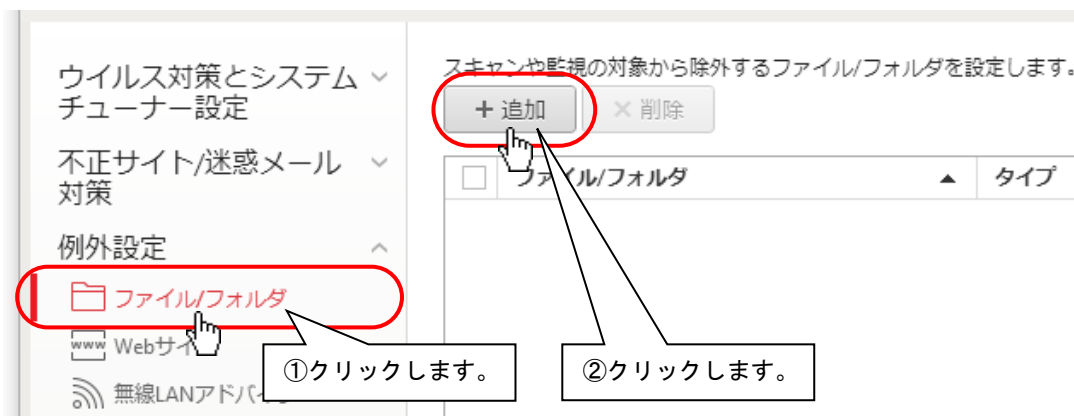 ウイルス対策とシステム
チューナー設定
不正サイト/迷惑メール
対策
例外設定
ファイル/フォルダ
www Webサイ
無線LANアドバイ
スキャンや監視の対象から除外するファイル/フォルダを設定します。
+ 追加 × 削除
ファイル/フォルダ ▲ タイプ
①クリックします。
②クリックします。